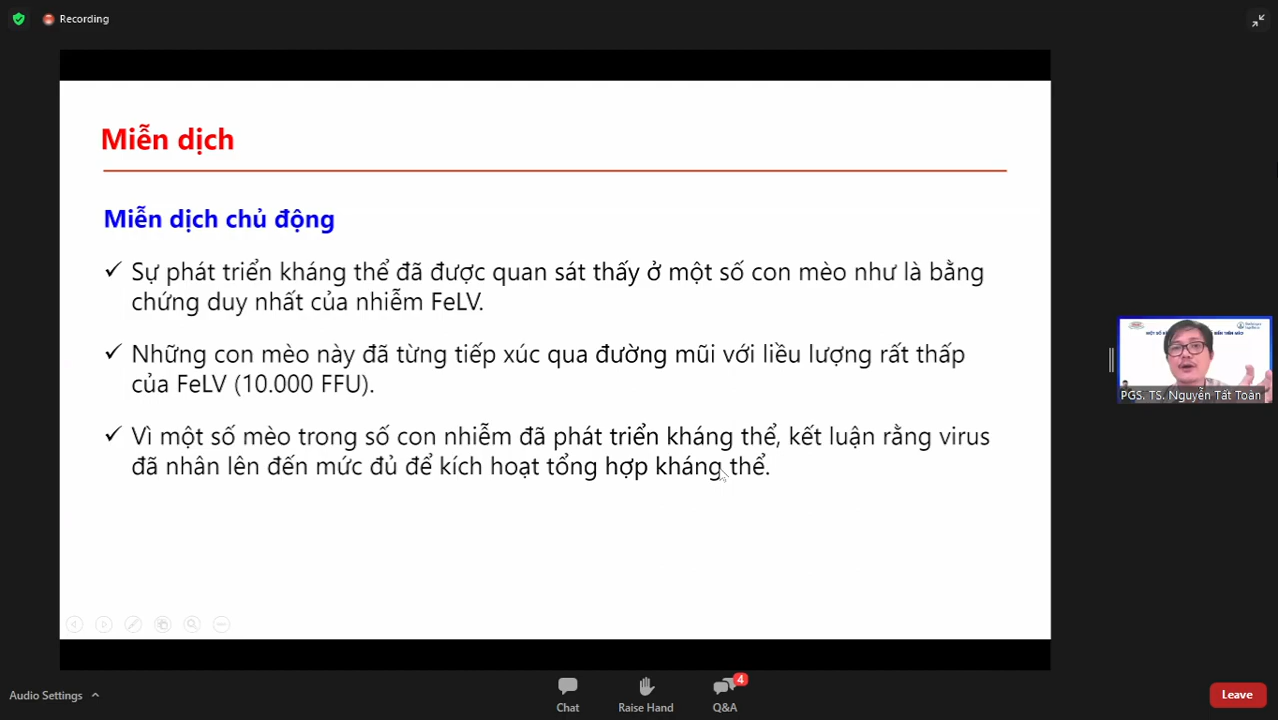 Recording
Miễn dịch
Miễn dịch chủ động
Sự phát triển kháng thể đã được quan sát thấy ở một số con mèo như là bằng
chứng duy nhất của nhiễm FeLV.
Những con mèo này đã từng tiếp xúc qua đường mũi với liều lượng rất thấp
của FeLV (10.000 FFU).
Vì một số mèo trong số con nhiễm đã phát triển kháng thể, kết luận rằng virus
đã nhân lên đến mức đủ để kích hoạt tổng hợp kháng thể.
PGS. TS. Nguyễn Tất Toàn
Audio Settings
Chat
Raise Hand
4
Q&A
Leave